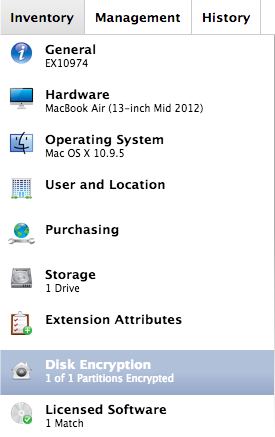 Inventory Management History
General
EX10974
Hardware
MacBook Air (13-inch Mid 2012)
Operating System
Mac OS X 10.9.5
User and Location
Purchasing
Storage
1 Drive
Extension Attributes
Disk Encryption
1 of 1 Partitions Encrypted
Licensed Software
1 Match